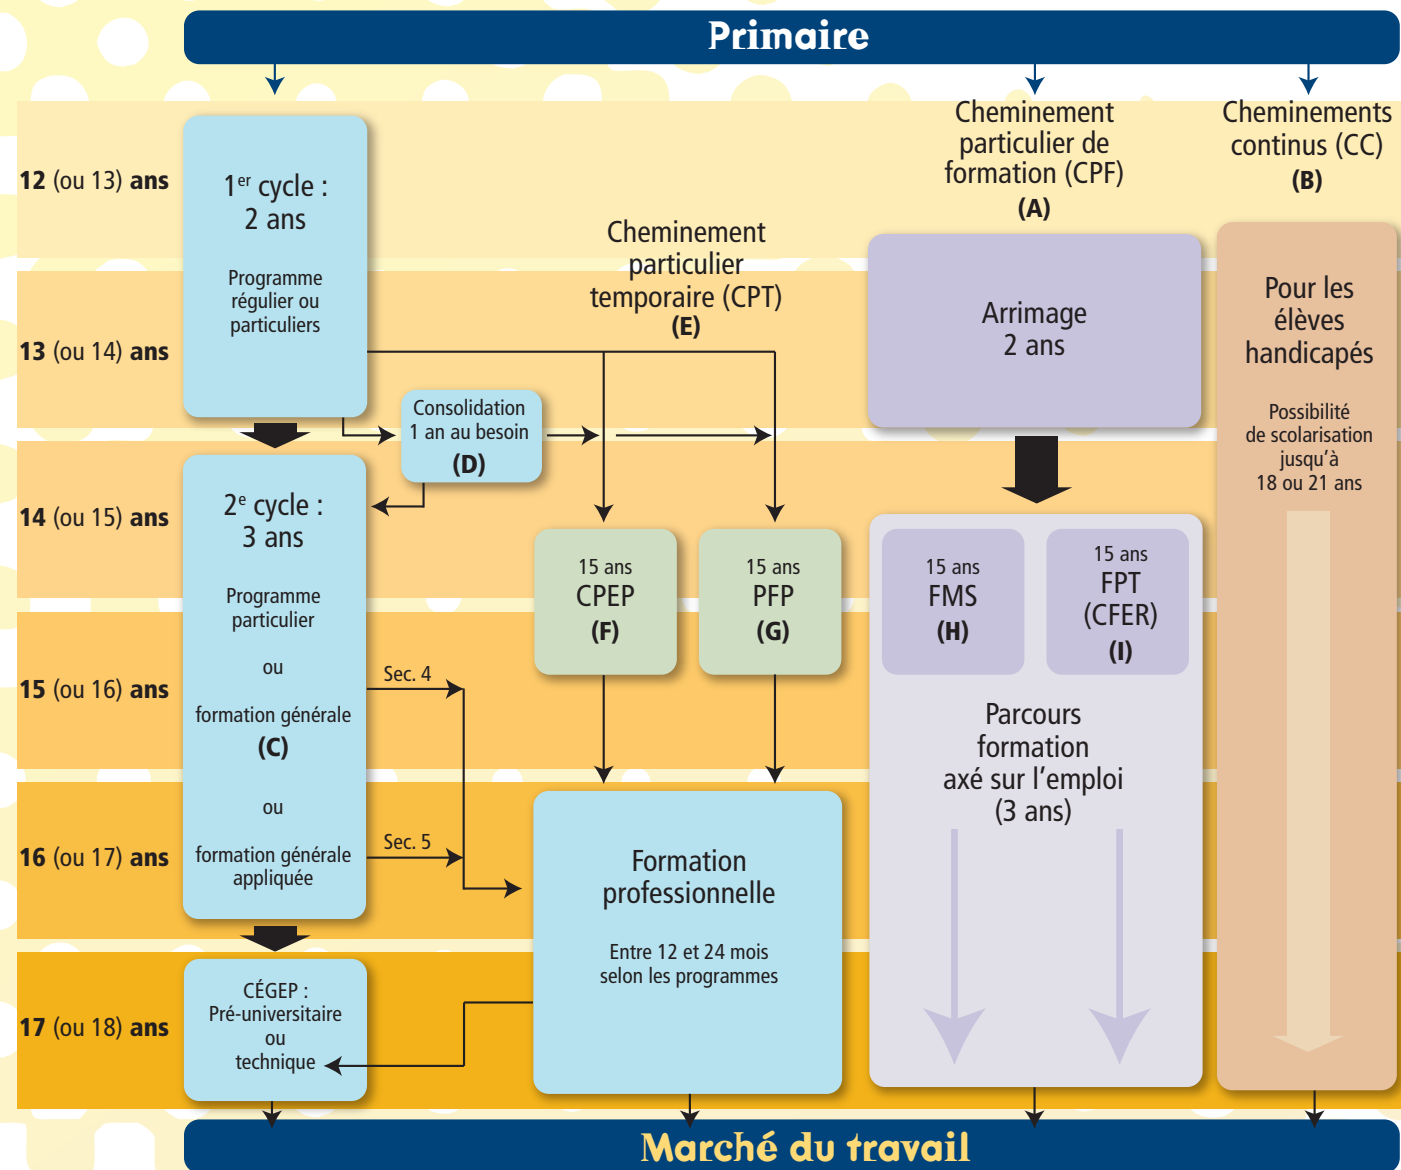 Primaire
12 (ou 13) ans
13 (ou 14) ans
14 (ou 15) ans
15 (ou 16) ans
16 (ou 17) ans
17 (ou 18) ans
1er cycle :
2 ans
Programme
régulier ou
particuliers
Consolidation
1 an au besoin
(D)
2e cycle :
3 ans
Programme
particulier
ou
formation générale
(C)
ou
formation générale
appliquée
Sec. 4
Sec. 5
CÉGEP :
Pré-universitaire
ou
technique
Cheminement
particulier
temporaire (CPT)
(E)
15 ans
CPEP
(F)
15 ans
PFP
(G)
Formation
professionnelle
Entre 12 et 24 mois
selon les programmes
Cheminement
particulier de
formation (CPF)
(A)
Arrimage
2 ans
15 ans
FMS
(H)
15 ans
FPT
(CFER)
(I)
Parcours
formation
axé sur l'emploi
(3 ans)
Cheminements
continus (CC)
(B)
Pour les
élèves
handicapés
Possibilité
de scolarisation
jusqu'à
18 ou 21 ans
Marché du travail